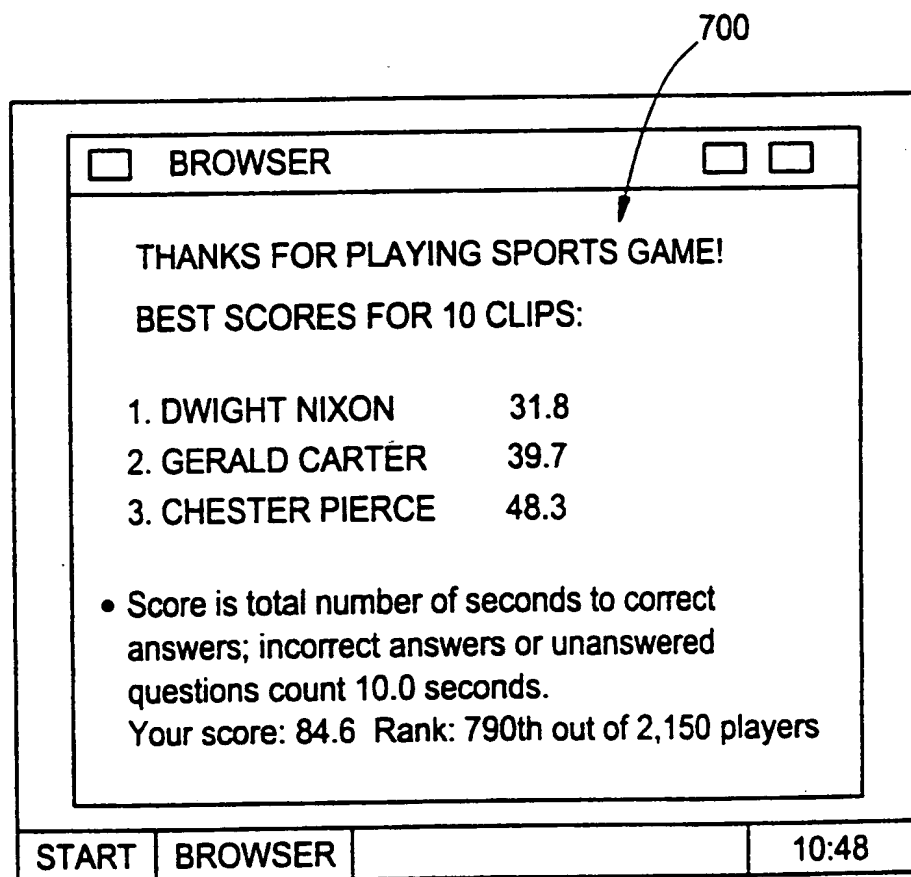 700
BROWSER
THANKS FOR PLAYING SPORTS GAME!
BEST SCORES FOR 10 CLIPS:
1. DWIGHT NIXON 31.8
2. GERALD CARTER 39.7
3. CHESTER PIERCE 48.3
• Score is total number of seconds to correct
answers; incorrect answers or unanswered
questions count 10.0 seconds.
Your score: 84.6 Rank: 790th out of 2,150 players
START BROWSER 10:48